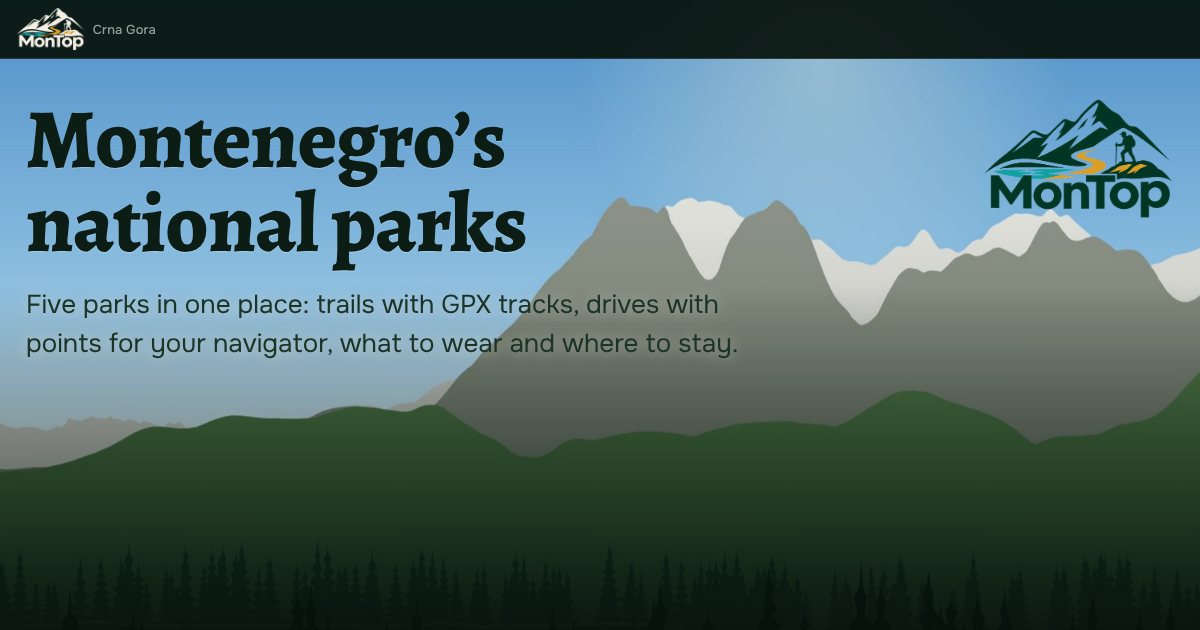 MonTop Crna Gora
Montenegro’s
national parks
MonTop
Five parks in one place: trails with GPX tracks, drives with
points for your navigator, what to wear and where to stay.